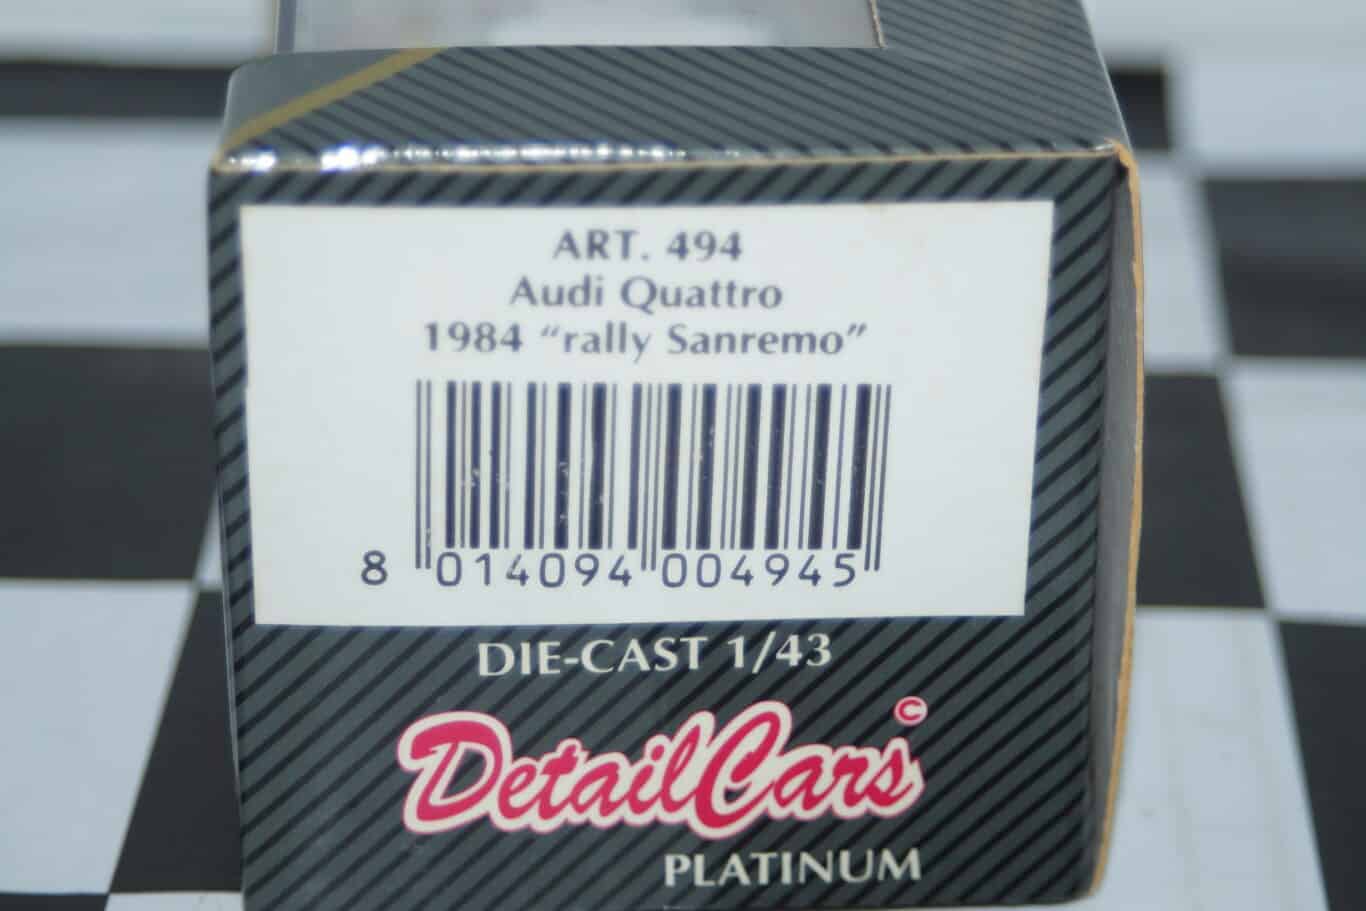 ART. 494
Audi Quattro
1984 “rally Sanremo”
8 014094 004945
DIE-CAST 1/43
DetailCars ©
PLATINUM